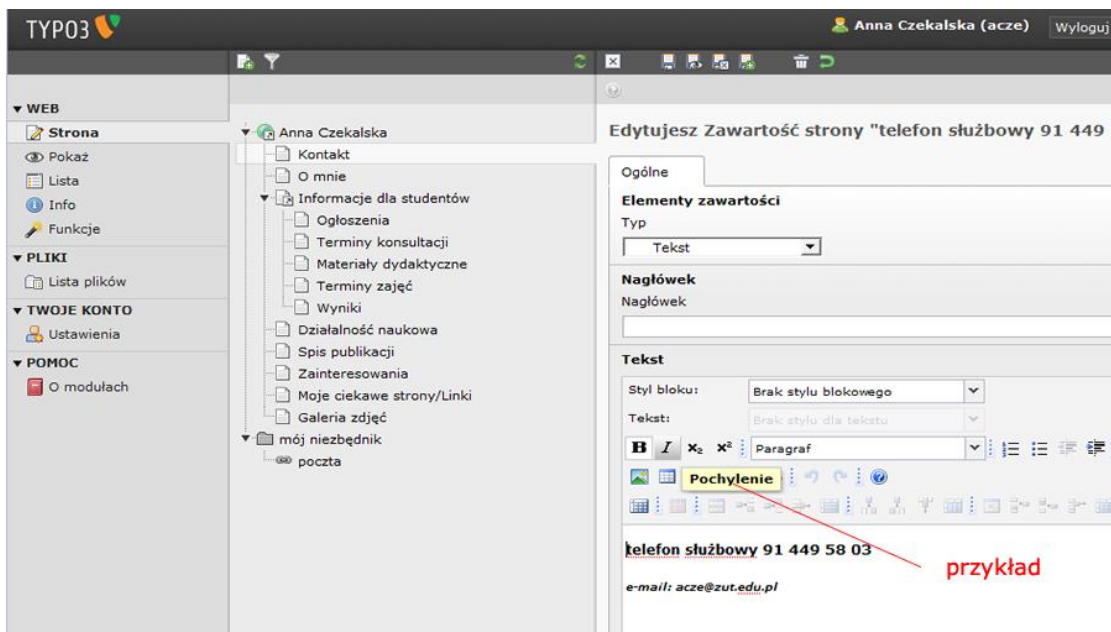 TYPO3
Anna Czekalska (acze)
Wyloguj
WEB
Strona
Pokaż
Lista
Info
Funkcje
PLIKI
Lista plików
TWOJE KONTO
Ustawienia
POMOC
O modułach
Anna Czekalska
Kontakt
O mnie
Informacje dla studentów
Ogłoszenia
Terminy konsultacji
Materiały dydaktyczne
Terminy zajęć
Wyniki
Działalność naukowa
Spis publikacji
Zainteresowania
Moje ciekawe strony/Linki
Galeria zdjęć
mój niezbędnik
poczta
Edytujesz Zawartość strony "telefon służbowy 91 449
Ogólne
Elementy zawartości
Typ
Tekst
Nagłówek
Nagłówek
Tekst
Styl bloku: Brak stylu blokowego
Tekst: Brak stylu dla tekstu
B I x₂ x² Paragraf
Pochylenie
telefon służbowy 91 449 58 03
e-mail: acze@zut.edu.pl
przykład